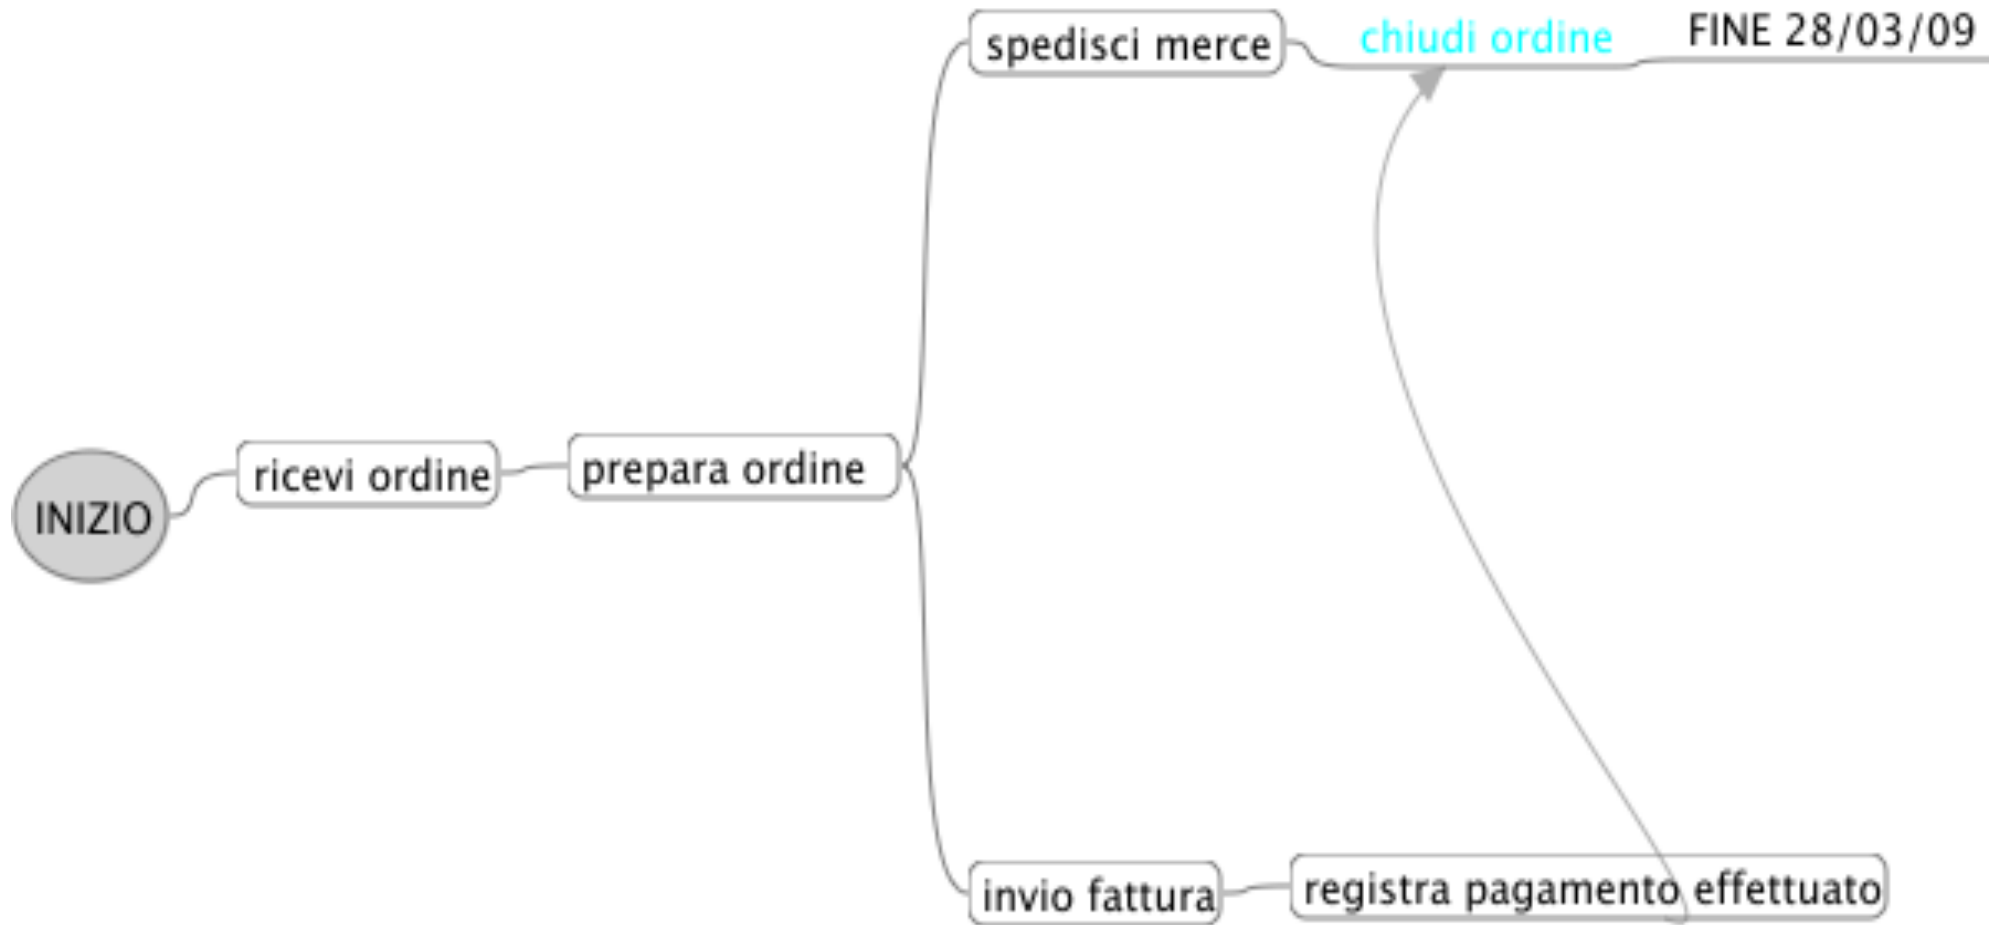 INIZIO
ricevi ordine
prepara ordine
spedisci merce
chiudi ordine
FINE 28/03/09
invio fattura
registra pagamento effettuato